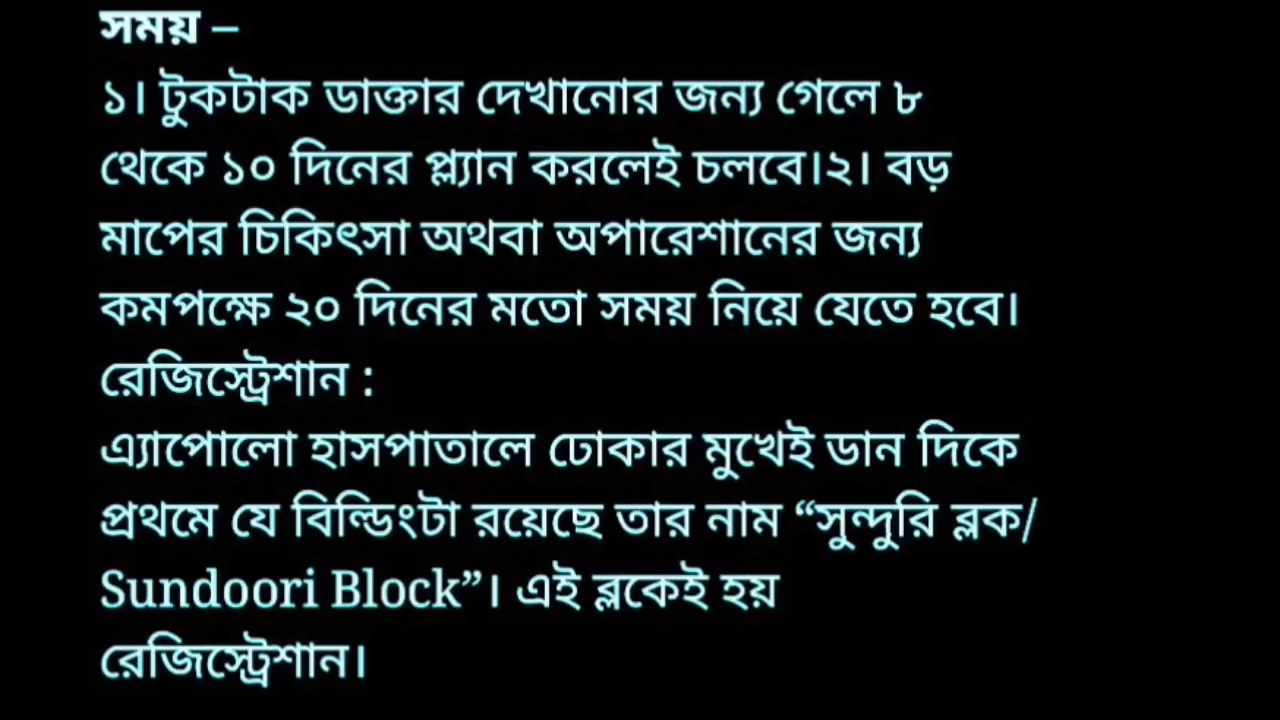 সময় –
১। টুকটাক ডাক্তার দেখানোর জন্য গেলে ৮
থেকে ১০ দিনের প্ল্যান করলেই চলবে।২। বড়
মাপের চিকিৎসা অথবা অপারেশানের জন্য
কমপক্ষে ২০ দিনের মতো সময় নিয়ে যেতে হবে।
রেজিস্ট্রেশান :
এ্যাপোলো হাসপাতালে ঢোকার মুখেই ডান দিকে
প্রথমে যে বিল্ডিংটা রয়েছে তার নাম “সুন্দুরি ব্লক/
Sundoori Block”। এই ব্লকেই হয়
রেজিস্ট্রেশান।